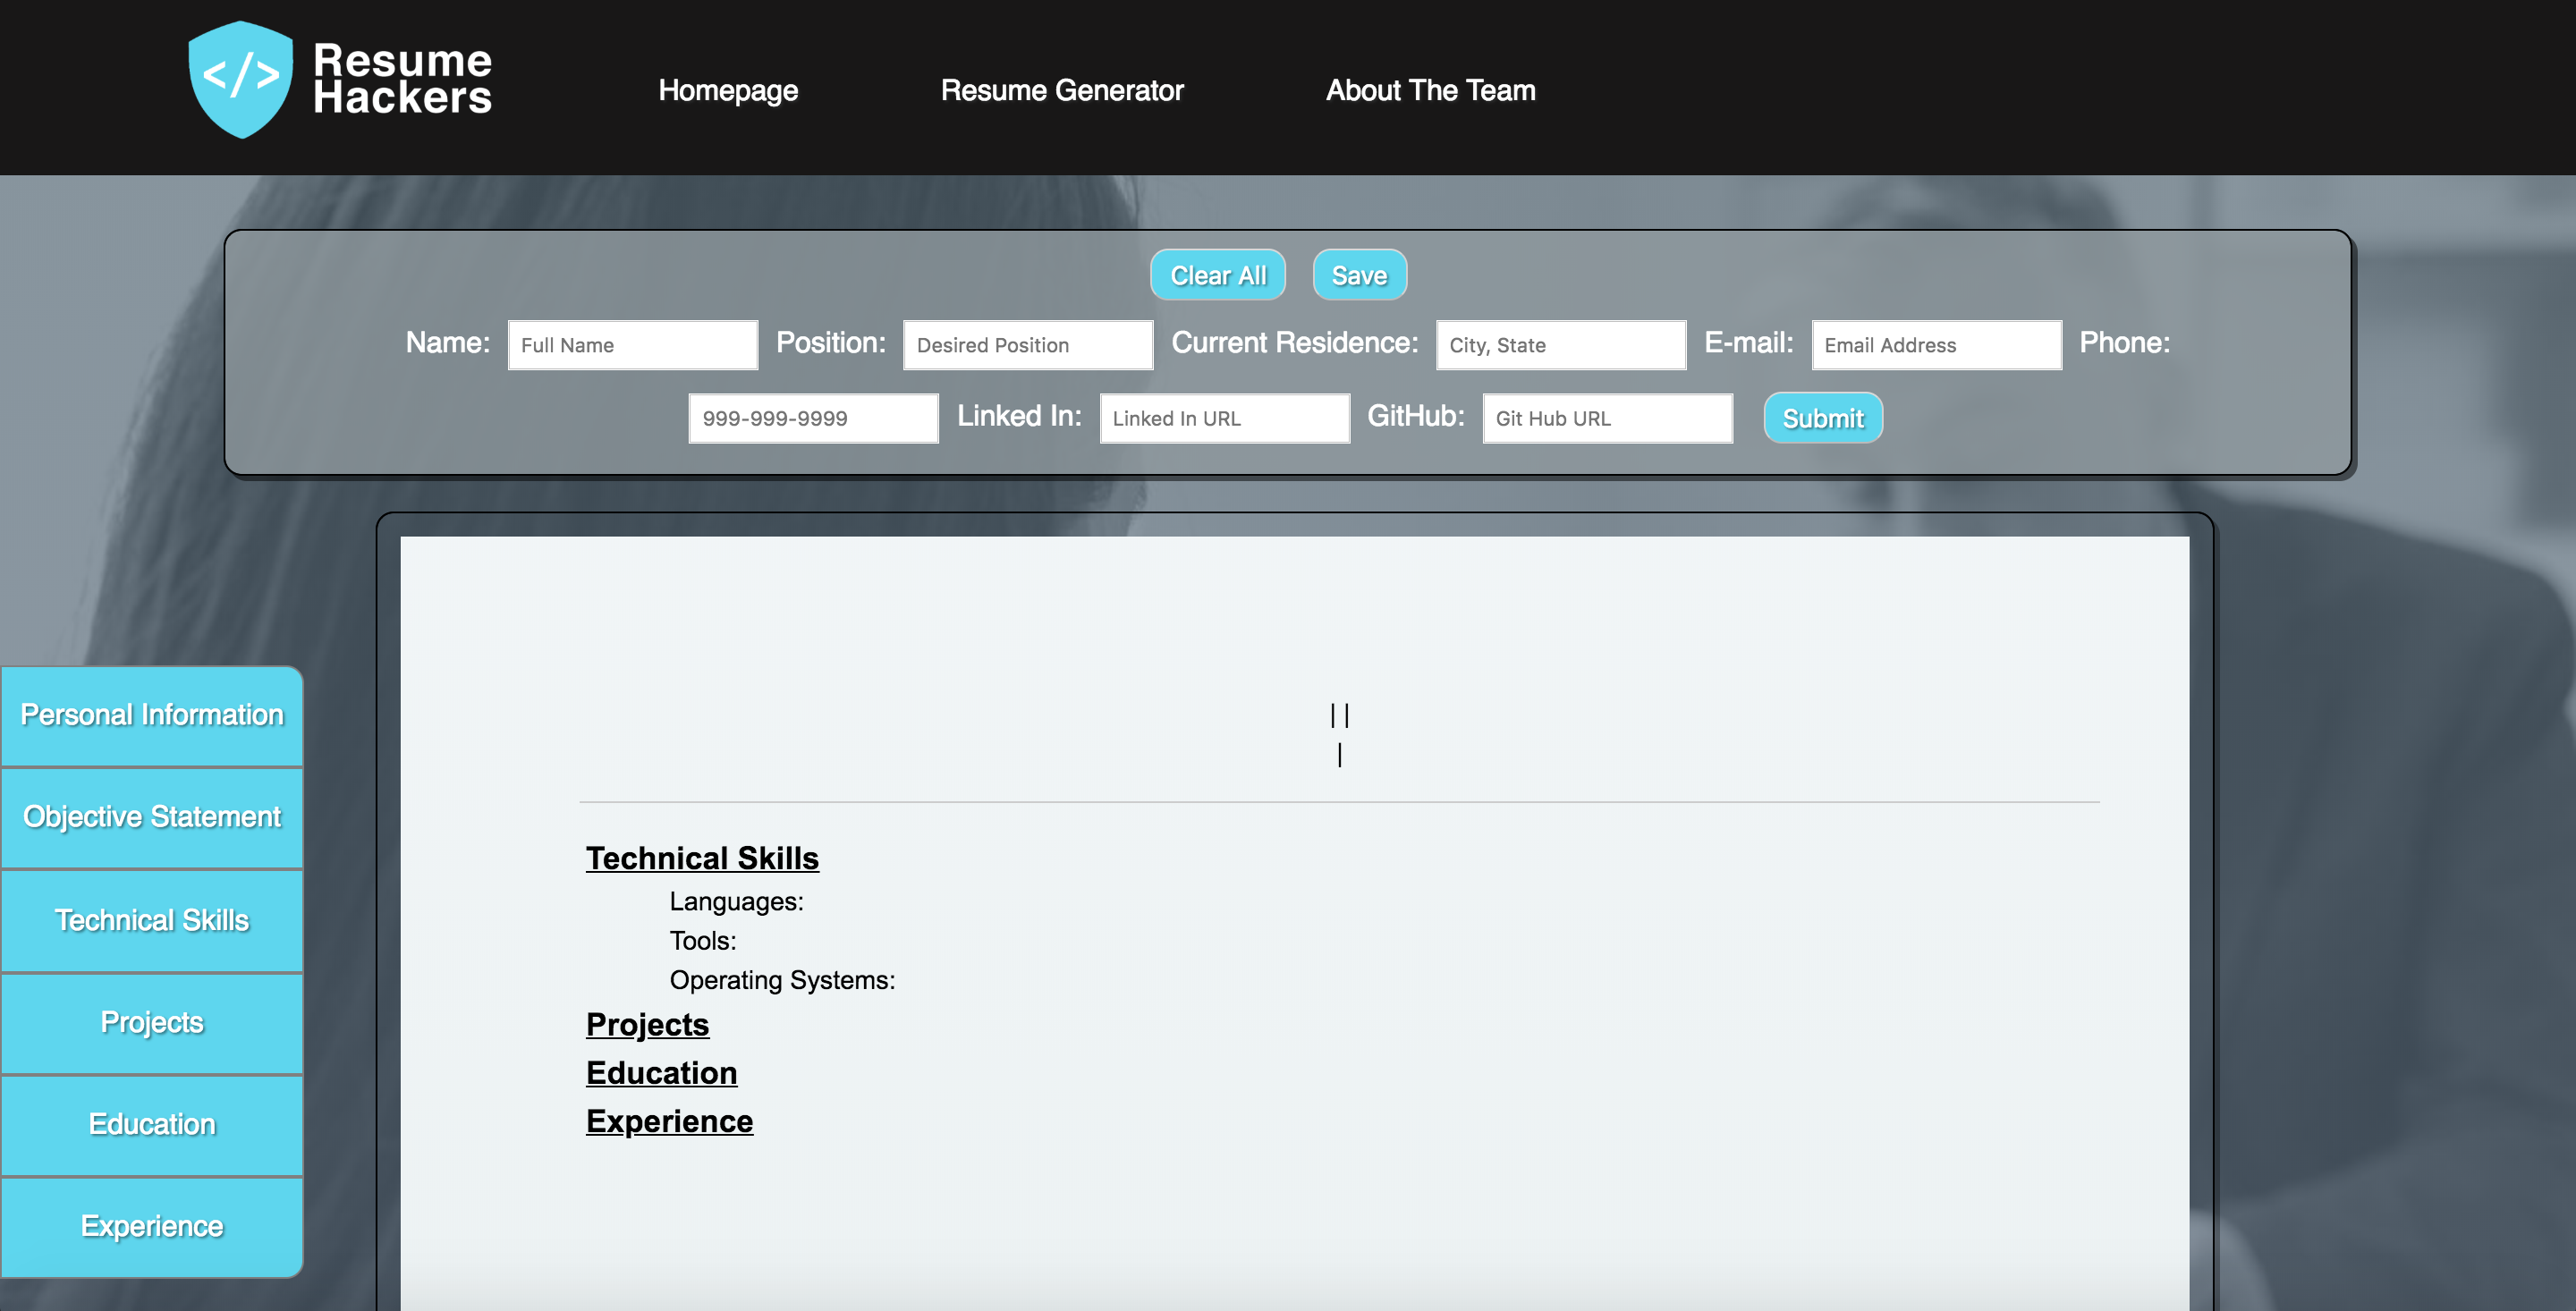 </>
Resume
Hackers
Homepage Resume Generator About The Team
Clear All Save
Name: Full Name Position: Desired Position Current Residence: City, State E-mail: Email Address Phone:
999-999-9999 Linked In: Linked In URL GitHub: Git Hub URL Submit
| |
|
Personal Information
Objective Statement
Technical Skills
Projects
Education
Experience
Technical Skills
Languages:
Tools:
Operating Systems:
Projects
Education
Experience